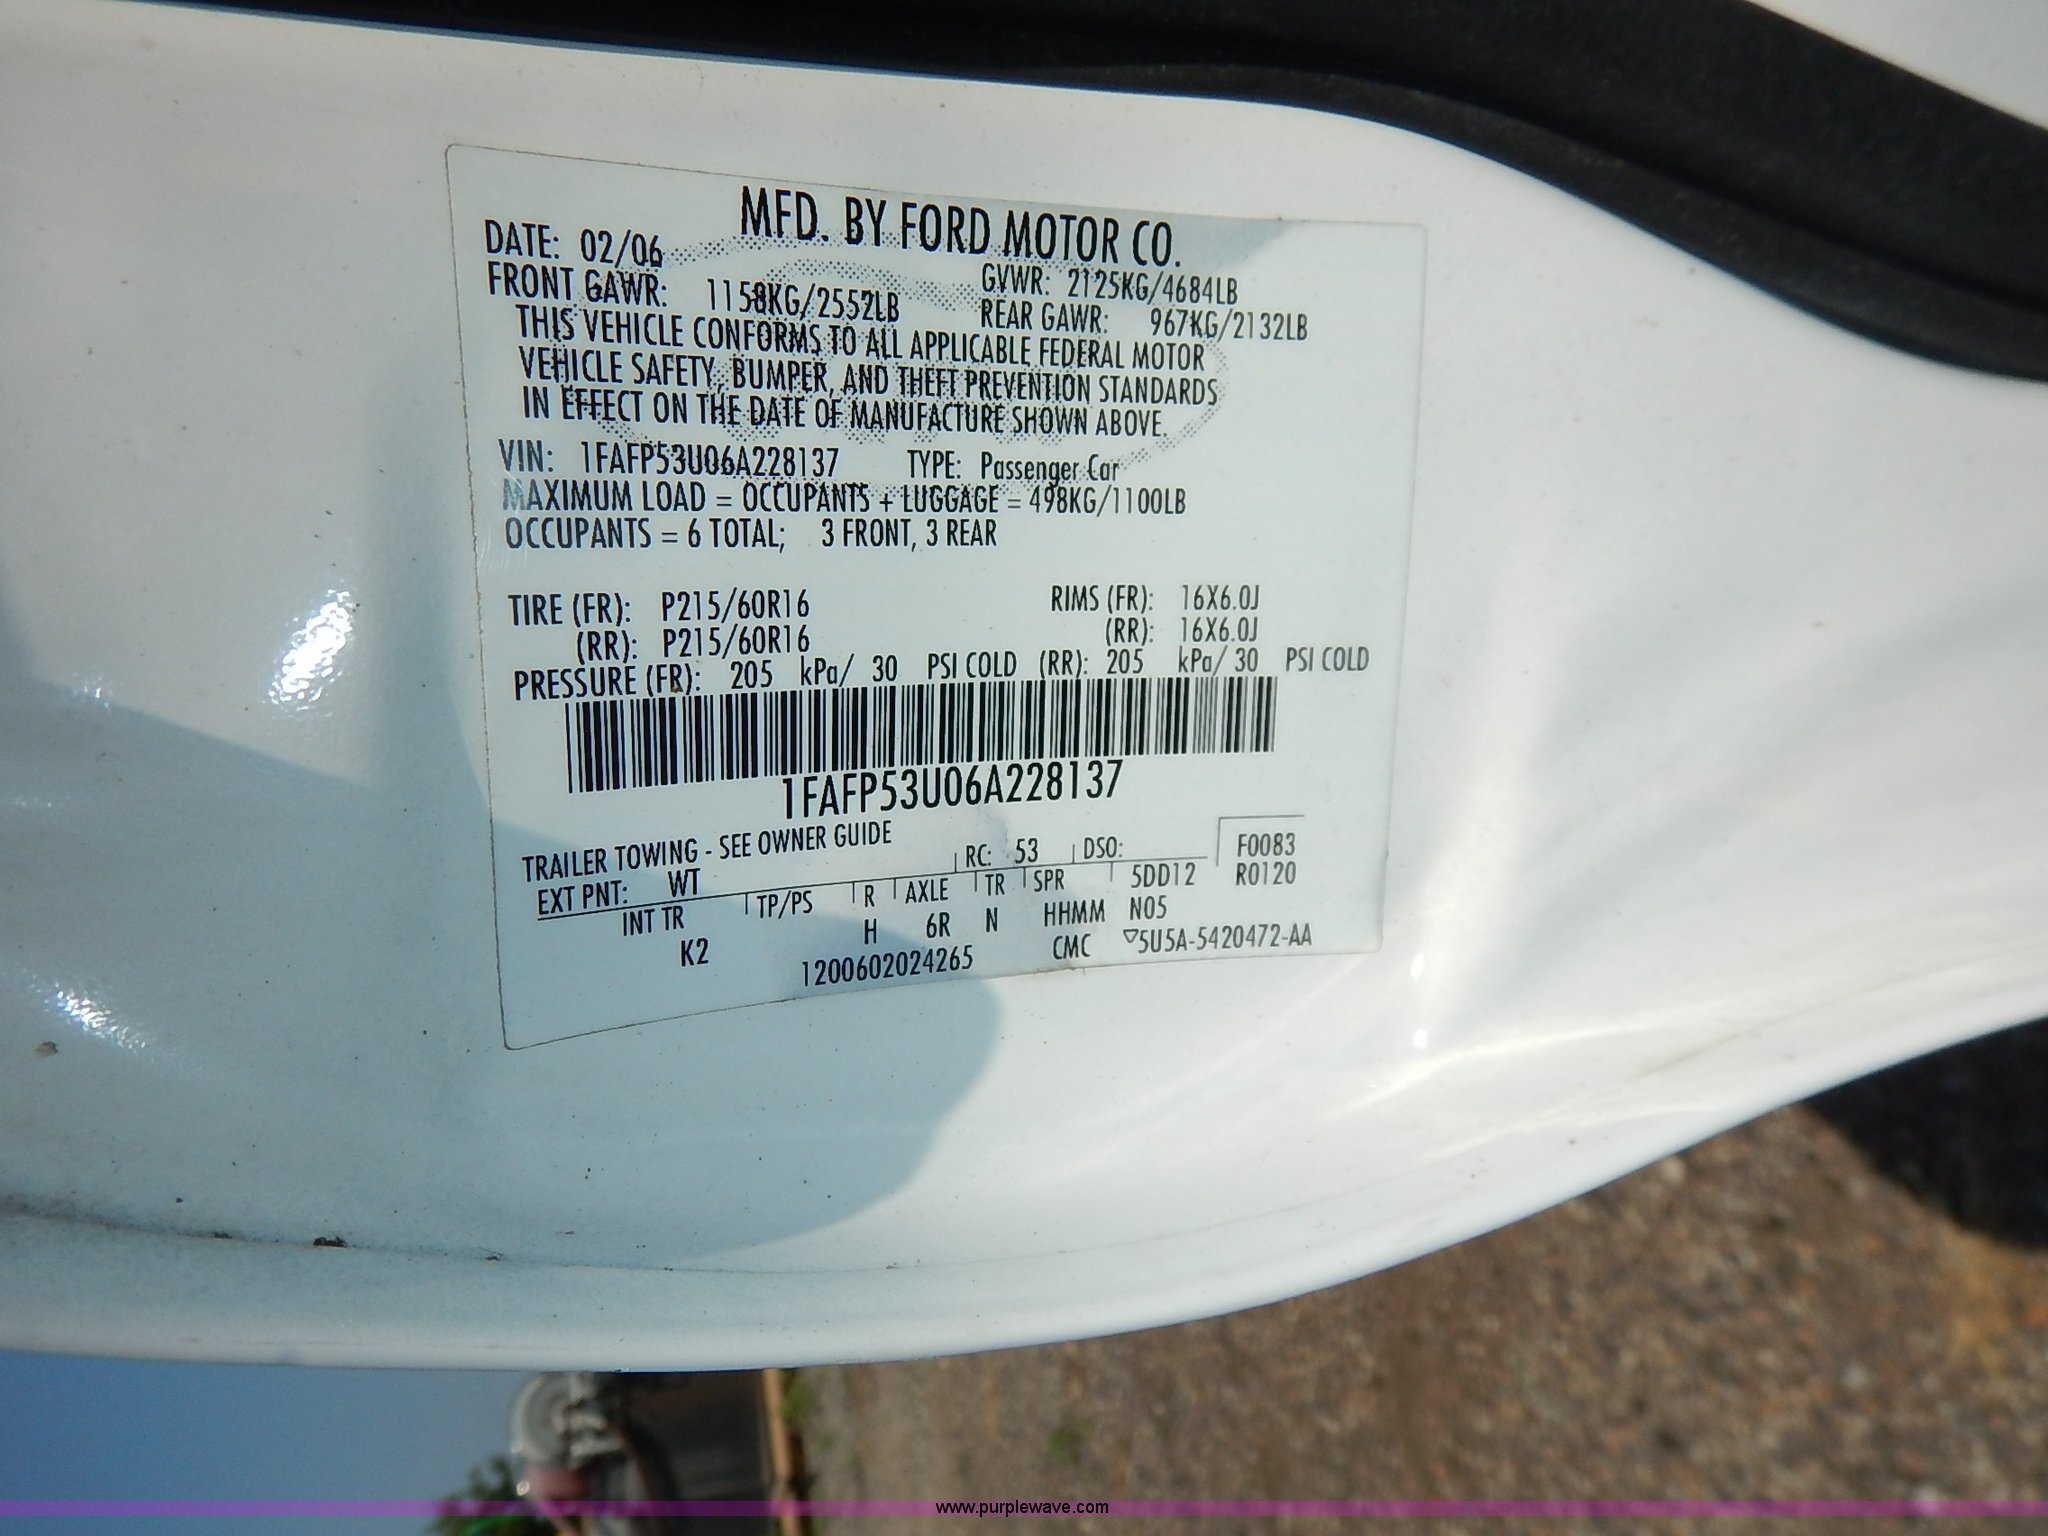 MFD. BY FORD MOTOR CO.
DATE: 02/06
GVWR: 2125KG/4684LB
FRONT GAWR: 1158KG/2552LB
REAR GAWR: 967KG/2132LB
THIS VEHICLE CONFORMS TO ALL APPLICABLE FEDERAL MOTOR
VEHICLE SAFETY, BUMPER, AND THEFT PREVENTION STANDARDS
IN EFFECT ON THE DATE OF MANUFACTURE SHOWN ABOVE.
VIN: 1FAFP53U06A228137 TYPE: Passenger Car
MAXIMUM LOAD = OCCUPANTS + LUGGAGE = 498KG/1100LB
OCCUPANTS = 6 TOTAL; 3 FRONT, 3 REAR
TIRE (FR): P215/60R16 RIMS (FR): 16X6.0J
(RR): P215/60R16 (RR): 16X6.0J
PRESSURE (FR): 205 kPa/ 30 PSI COLD (RR): 205 kPa/ 30 PSI COLD
1FAFP53U06A228137
TRAILER TOWING - SEE OWNER GUIDE
EXT PNT: WT RC: 53 DSO: F0083
INT TR TP/PS R AXLE TR SPR 5DD12 R0120
K2 H 6R N HHMM N05
1200602024265 CMC ▽5U5A-5420472-AA
www.purplewave.com